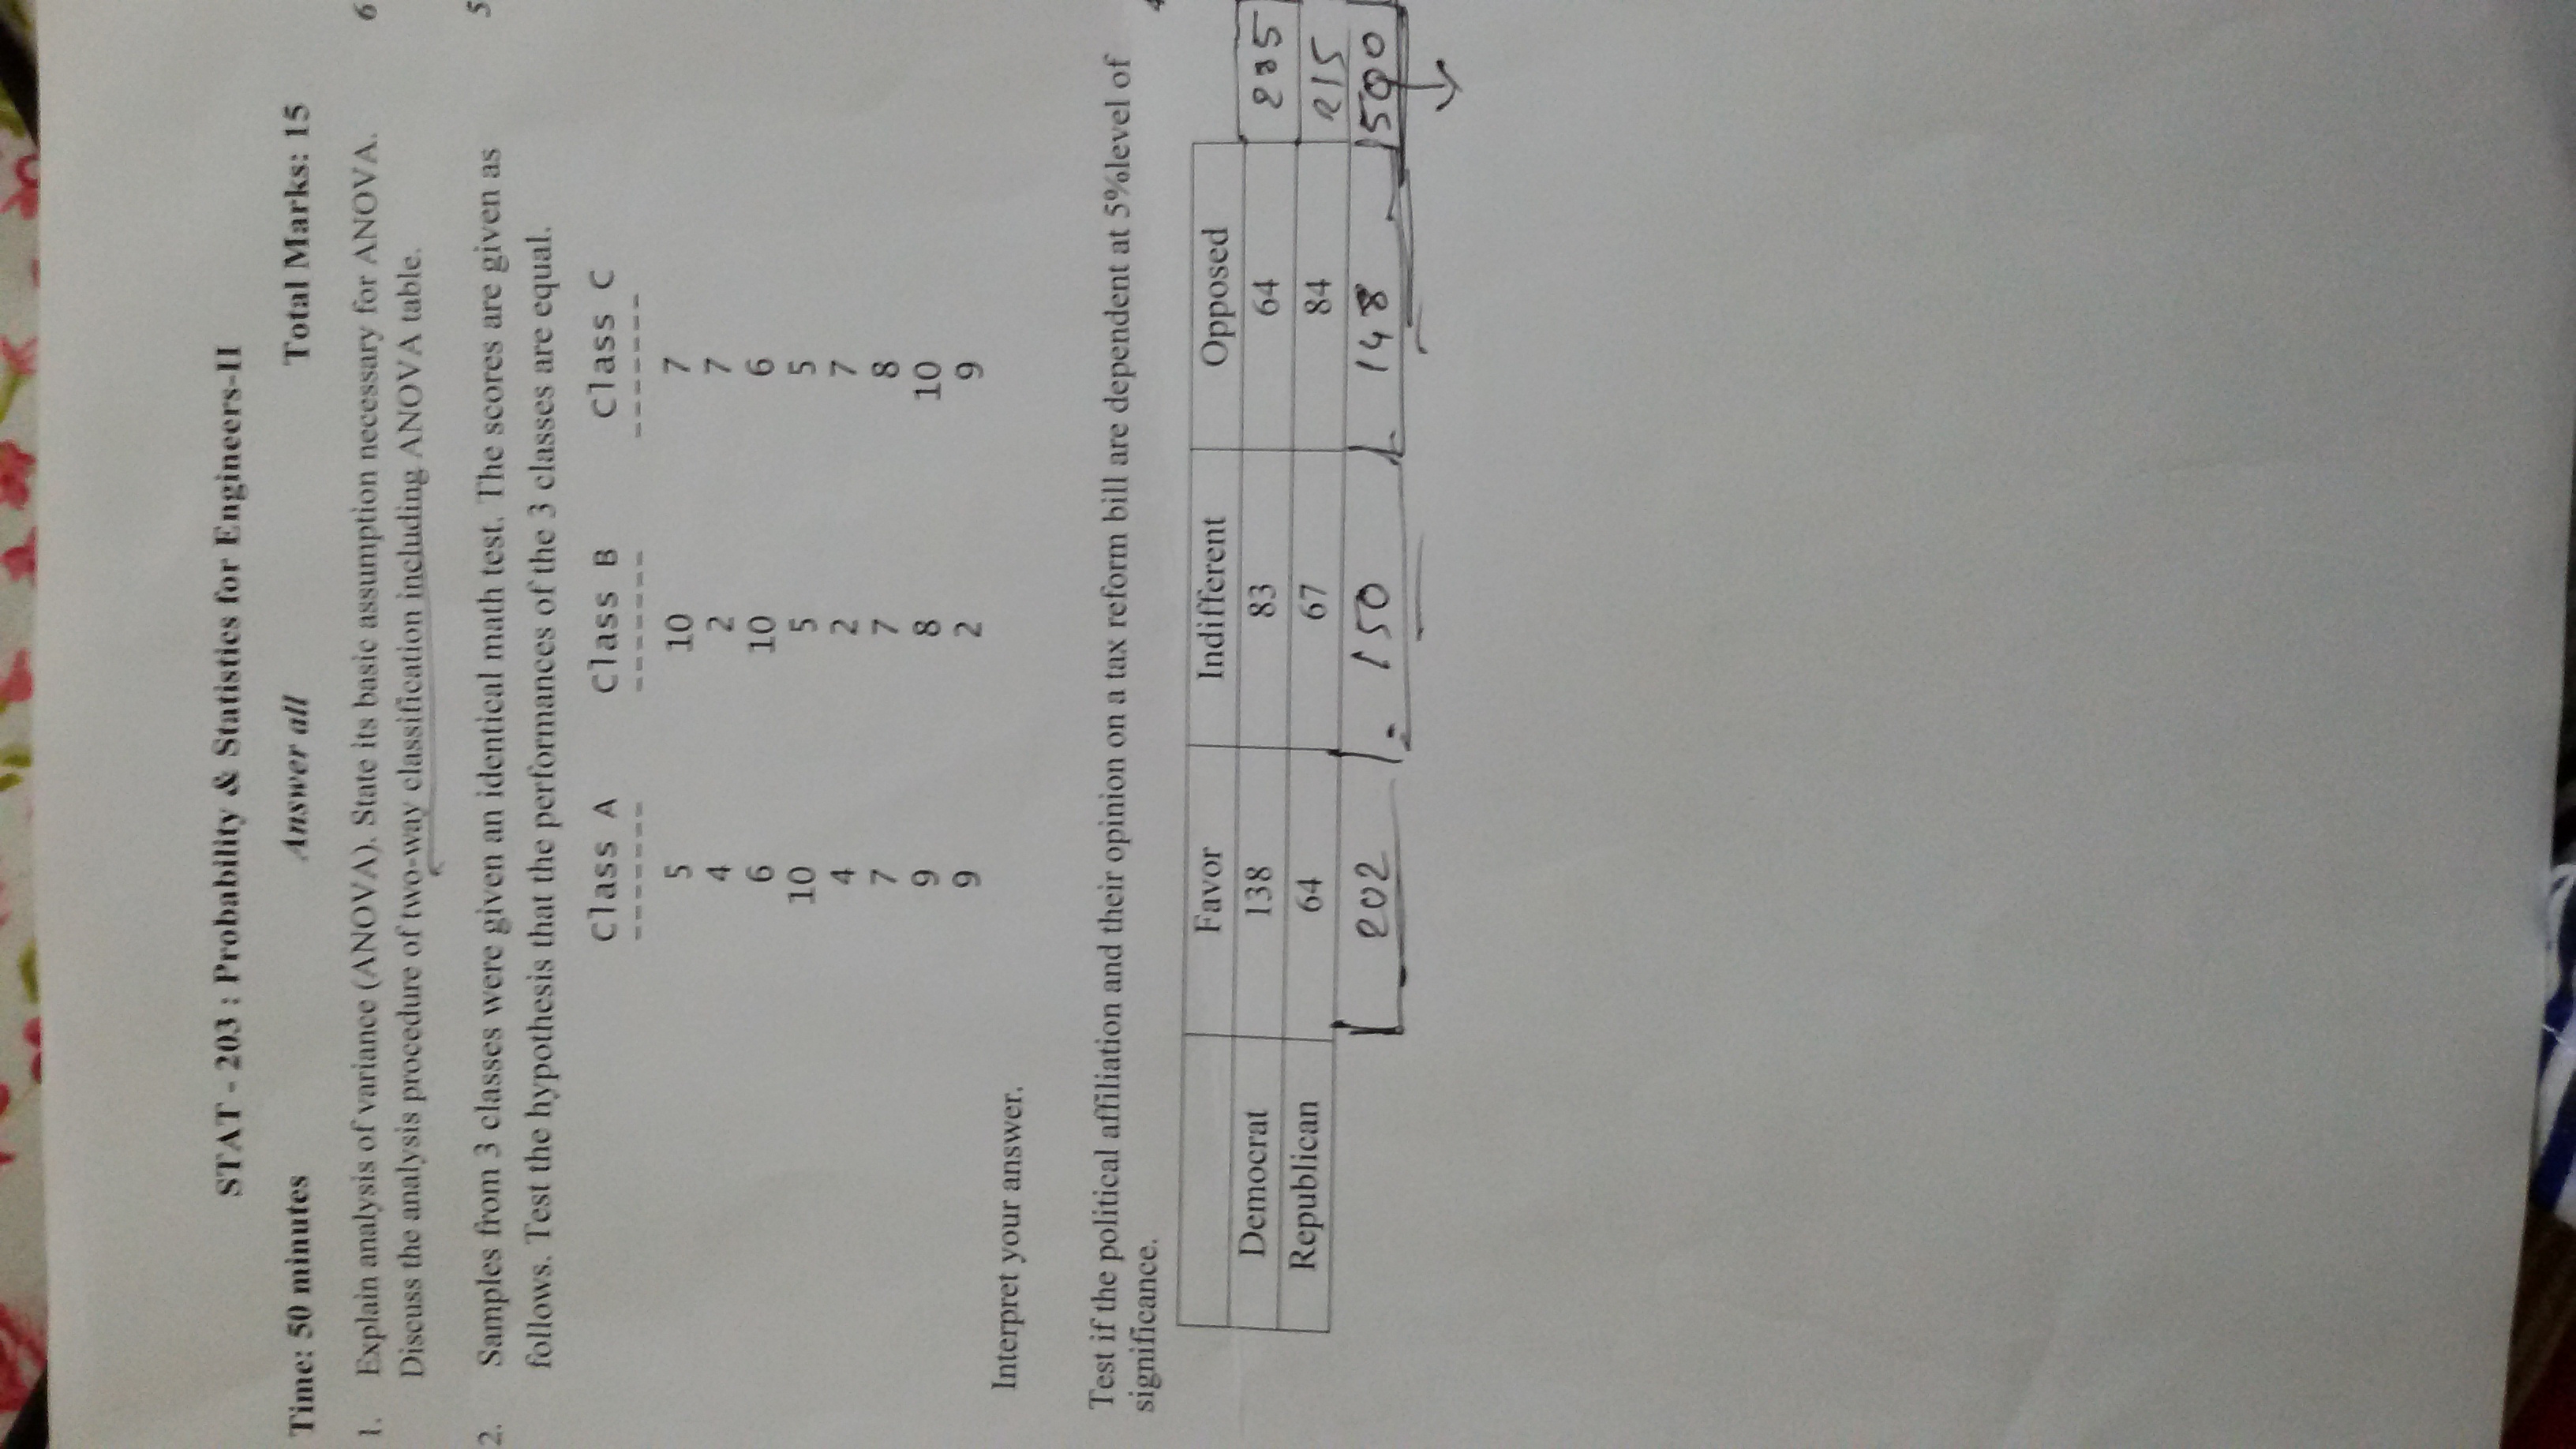 STAT - 203 : Probability & Statistics for Engineers-II
Time: 50 minutes Answer all Total Marks: 15
1. Explain analysis of variance (ANOVA). State its basic assumption necessary for ANOVA. 6
Discuss the analysis procedure of two-way classification including ANOVA table.
2. Samples from 3 classes were given an identical math test. The scores are given as 5
follows. Test the hypothesis that the performances of the 3 classes are equal.
Class A Class B Class C
------- ------- -------
5 10 7
4 2 7
6 10 6
10 5 5
4 2 7
7 7 8
9 8 10
9 2 9
Interpret your answer.
Test if the political affiliation and their opinion on a tax reform bill are dependent at 5%level of
significance. 4
Favor Indifferent Opposed
Democrat 138 83 64 285
Republican 64 67 84 215
202 150 148 500